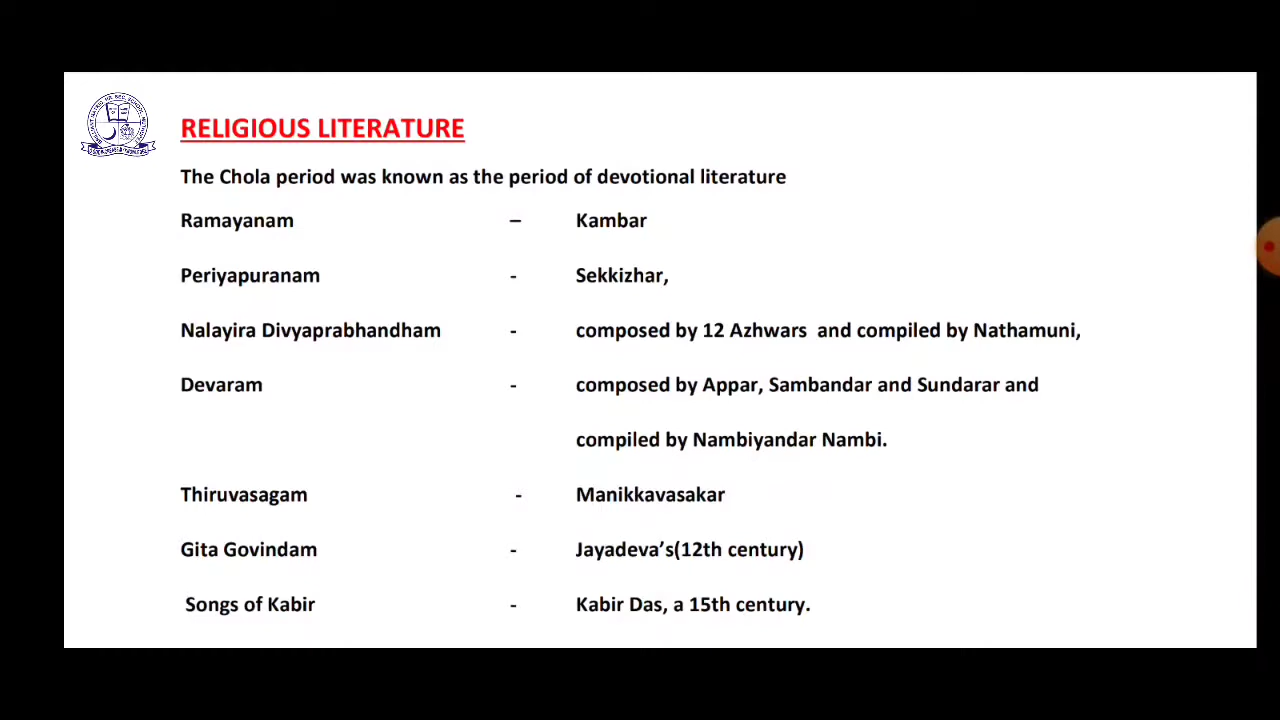 RELIGIOUS LITERATURE
The Chola period was known as the period of devotional literature
Ramayanam – Kambar
Periyapuranam - Sekkizhar,
Nalayira Divyaprabhandham - composed by 12 Azhwars and compiled by Nathamuni,
Devaram - composed by Appar, Sambandar and Sundarar and
compiled by Nambiyandar Nambi.
Thiruvasagam - Manikkavasakar
Gita Govindam - Jayadeva’s(12th century)
Songs of Kabir - Kabir Das, a 15th century.